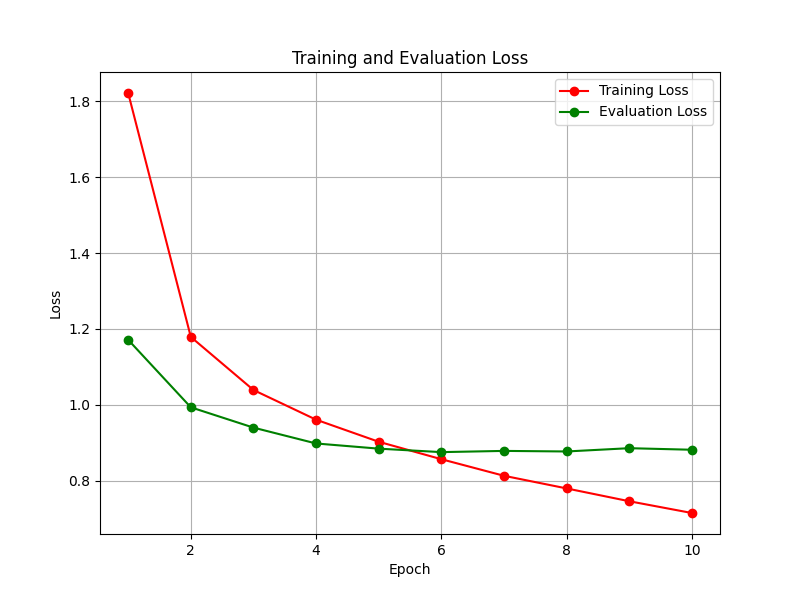 Training and Evaluation Loss
Training Loss
Evaluation Loss
1.8
1.6
1.4
1.2
1.0
0.8
Loss
2 4 6 8 10
Epoch